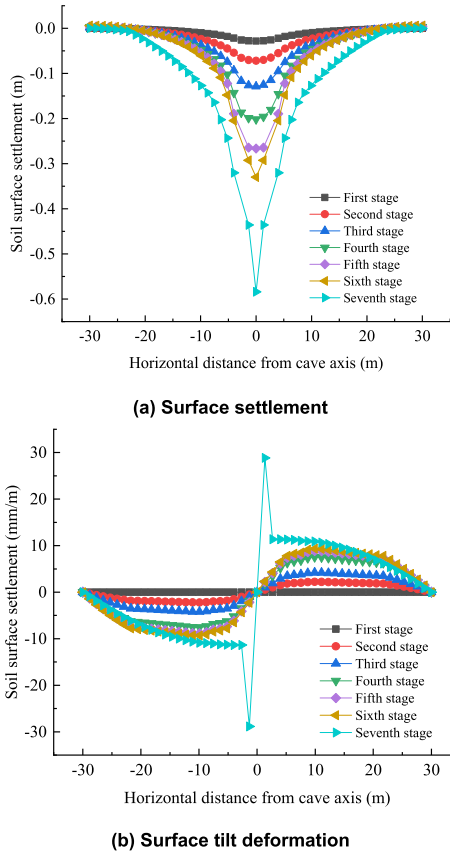 0.0
-0.1
-0.2
-0.3
-0.4
-0.5
-0.6
Soil surface settlement (m)
First stage
Second stage
Third stage
Fourth stage
Fifth stage
Sixth stage
Seventh stage
-30 -20 -10 0 10 20 30
Horizontal distance from cave axis (m)
(a) Surface settlement
30
20
10
0
-10
-20
-30
Soil surface settlement (mm/m)
First stage
Second stage
Third stage
Fourth stage
Fifth stage
Sixth stage
Seventh stage
-30 -20 -10 0 10 20 30
Horizontal distance from cave axis (m)
(b) Surface tilt deformation